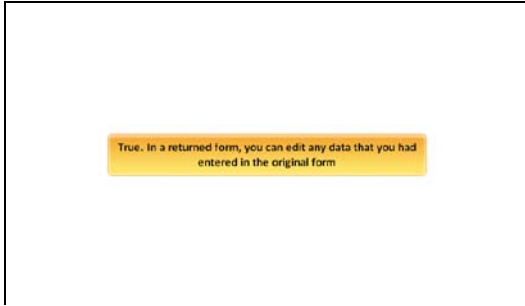 True. In a returned form, you can edit any data that you had
entered in the original form